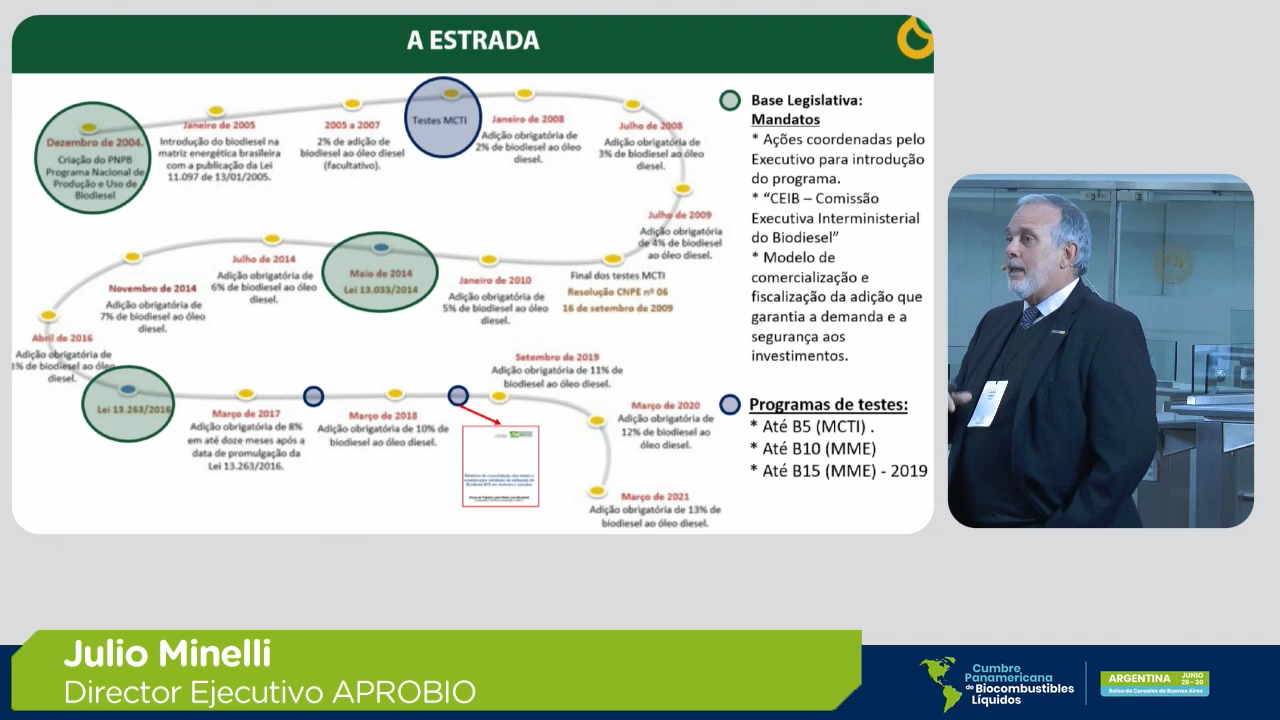 A ESTRADA
Dezembro de 2004.
Criação do PNPB
Programa Nacional de
Produção e Uso de
Biodiesel
Janeiro de 2005
Introdução do biodiesel na
matriz energética brasileira
com a publicação da Lei
11.097 de 13/01/2005.
2005 a 2007
2% de adição de
biodiesel ao óleo diesel
(facultativo).
Testes MCTI
Janeiro de 2008
Adição obrigatória de
2% de biodiesel ao óleo
diesel.
Julho de 2008
Adição obrigatória de
3% de biodiesel ao óleo
diesel.
Julho de 2009
Adição obrigatória
de 4% de biodiesel
ao óleo diesel.
Final dos testes MCTI
Resolução CNPE nº 06
16 de setembro de 2009
Janeiro de 2010
Adição obrigatória de
5% de biodiesel ao óleo
diesel.
Maio de 2014
Lei 13.033/2014
Julho de 2014
Adição obrigatória de
6% de biodiesel ao óleo
diesel.
Novembro de 2014
Adição obrigatória de
7% de biodiesel ao óleo
diesel.
Abril de 2016
Adição obrigatória de
% de biodiesel ao óleo
diesel.
Lei 13.263/2016
Março de 2017
Adição obrigatória de 8%
em até doze meses após a
data de promulgação da
Lei 13.263/2016.
Março de 2018
Adição obrigatória de 10% de
biodiesel ao óleo diesel.
Setembro de 2019
Adição obrigatória de 11% de
biodiesel ao óleo diesel.
Março de 2020
Adição obrigatória de
12% de biodiesel ao
óleo diesel.
Março de 2021
Adição obrigatória de 13% de
biodiesel ao óleo diesel.
Base Legislativa:
Mandatos
* Ações coordenadas pelo
Executivo para introdução
do programa.
* “CEIB – Comissão
Executiva Interministerial
do Biodiesel”
* Modelo de
comercialização e
fiscalização da adição que
garantia a demanda e a
segurança aos
investimentos.
Programas de testes:
* Até B5 (MCTI) .
* Até B10 (MME)
* Até B15 (MME) - 2019
Julio Minelli
Director Ejecutivo APROBIO
Cumbre
Panamericana
de Biocombustibles
Líquidos
ARGENTINA
JUNIO
29 - 30
Bolsa de Cereales de Buenos Aires